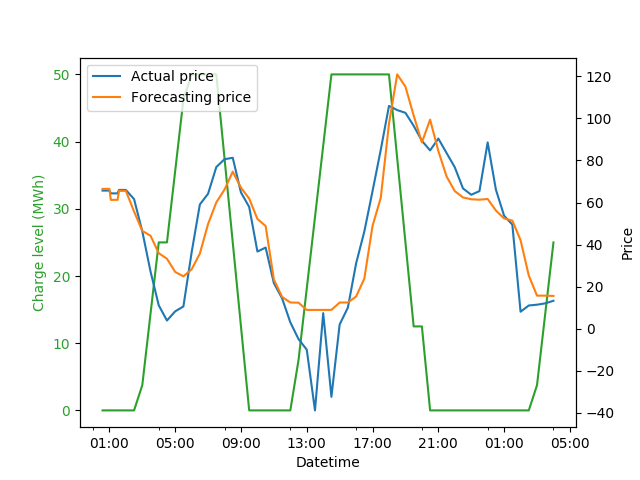 Actual price
Forecasting price
Charge level (MWh)
50
40
30
20
10
0
120
100
80
60
40
20
0
−20
−40
Price
01:00 05:00 09:00 13:00 17:00 21:00 01:00 05:00
Datetime